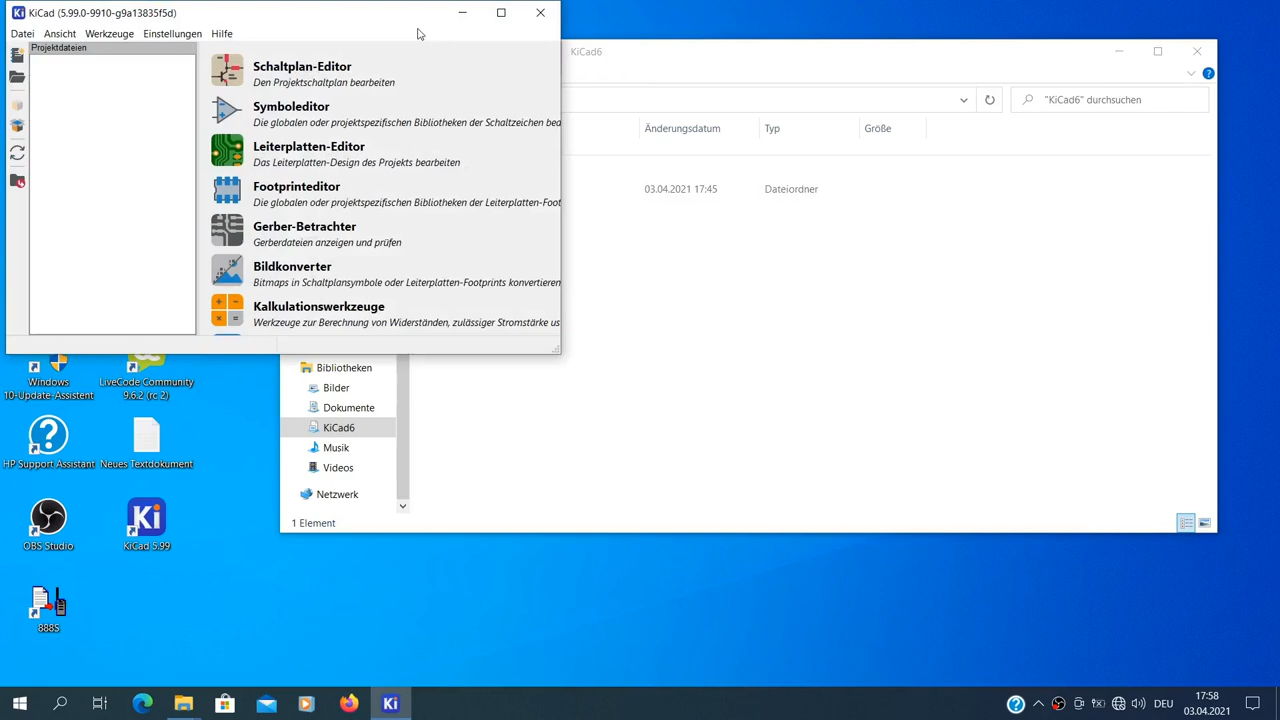 KiCad (5.99.0-9910-g9a13835f5d)
Datei Ansicht Werkzeuge Einstellungen Hilfe
Projektdateien
Schaltplan-Editor
Den Projektschaltplan bearbeiten
Symboleditor
Die globalen oder projektspezifischen Bibliotheken der Schaltzeichen bea
Leiterplatten-Editor
Das Leiterplatten-Design des Projekts bearbeiten
Footprinteditor
Die globalen oder projektspezifischen Bibliotheken der Leiterplatten-Foot
Gerber-Betrachter
Gerberdateien anzeigen und prüfen
Bildkonverter
Bitmaps in Schaltplansymbole oder Leiterplatten-Footprints konvertieren
Kalkulationswerkzeuge
Werkzeuge zur Berechnung von Widerständen, zulässiger Stromstärke us
KiCad6
"KiCad6" durchsuchen
Änderungsdatum Typ Größe
03.04.2021 17:45 Dateiordner
Bibliotheken
Bilder
Dokumente
KiCad6
Musik
Videos
Netzwerk
1 Element
Windows
10-Update-Assistent
LiveCode Community
9.6.2 (rc 2)
HP Support Assistant
Neues Textdokument
OBS Studio
Ki
KiCad 5.99
888S
Ki
DEU
17:58
03.04.2021